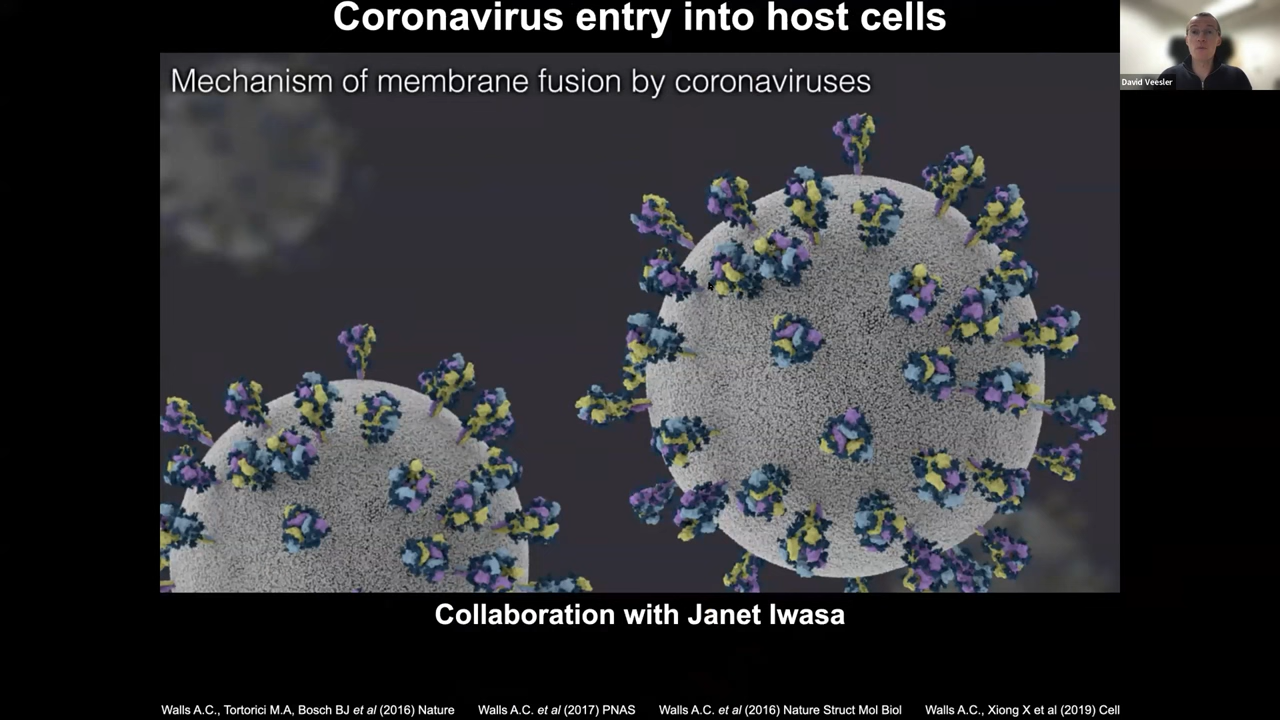 Coronavirus entry into host cells
Mechanism of membrane fusion by coronaviruses
David Veesler
Collaboration with Janet Iwasa
Walls A.C., Tortorici M.A, Bosch BJ et al (2016) Nature Walls A.C. et al (2017) PNAS Walls A.C. et al (2016) Nature Struct Mol Biol Walls A.C., Xiong X et al (2019) Cell